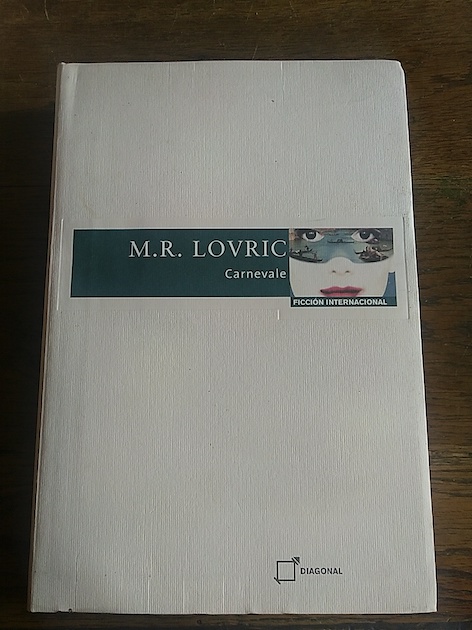 M.R. LOVRIC
Carnevale
FICCIÓN INTERNACIONAL
DIAGONAL